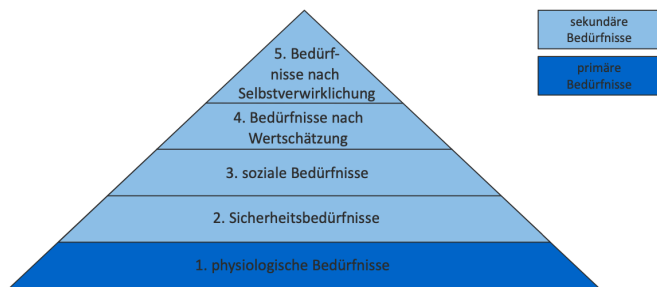 5. Bedürf-
nisse nach
Selbstverwirklichung
4. Bedürfnisse nach
Wertschätzung
3. soziale Bedürfnisse
2. Sicherheitsbedürfnisse
1. physiologische Bedürfnisse
sekundäre
Bedürfnisse
primäre
Bedürfnisse